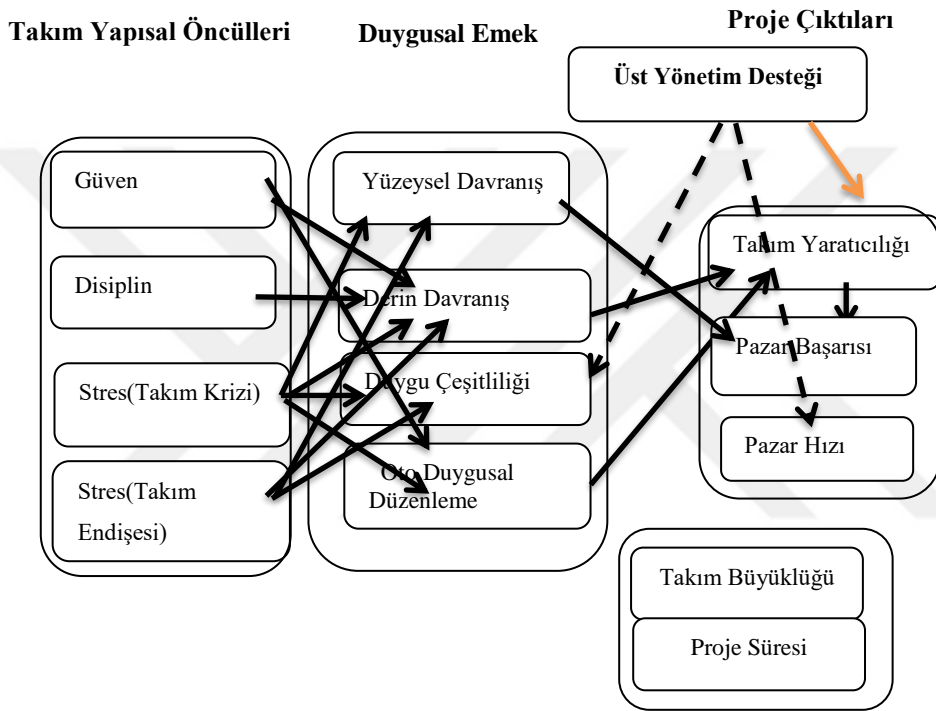 Takım Yapısal Öncülleri
Duygusal Emek
Proje Çıktıları
Üst Yönetim Desteği
Güven
Disiplin
Stres(Takım Krizi)
Stres(Takım
Endişesi)
Yüzeysel Davranış
Derin Davranış
Duygu Çeşitliliği
Oto Duygusal
Düzenleme
Takım Yaratıcılığı
Pazar Başarısı
Pazar Hızı
Takım Büyüklüğü
Proje Süresi